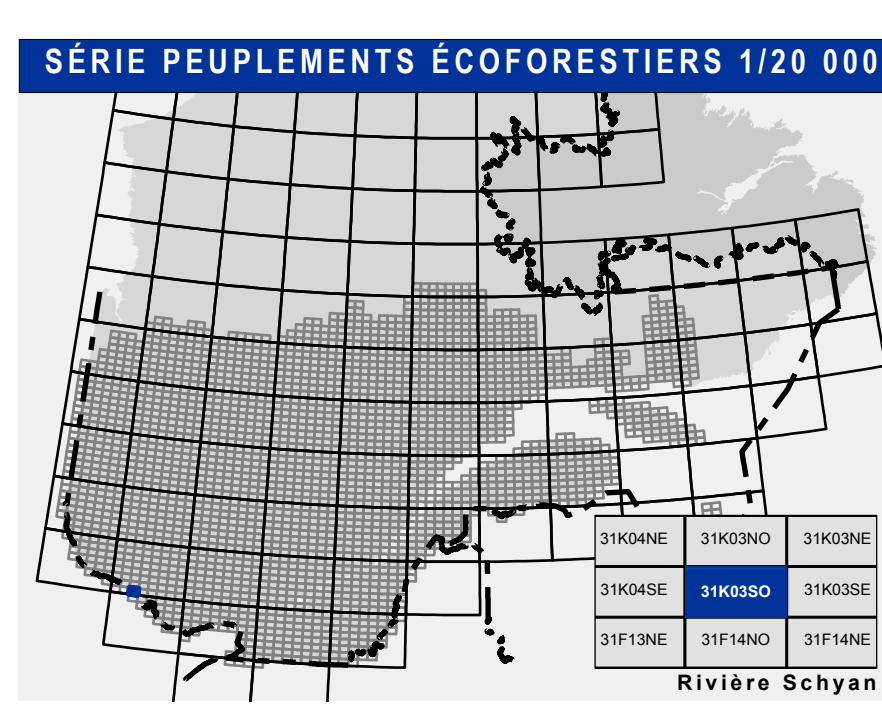 SÉRIE PEUPLEMENTS ÉCOFORESTIERS 1/20 000
31K04NE 31K03NO 31K03NE
31K04SE 31K03SO 31K03SE
31F13NE 31F14NO 31F14NE
Rivière Schyan